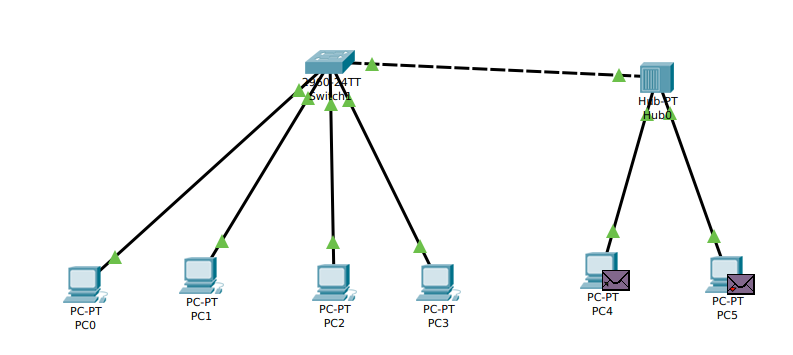 2960-24TT
Switch1
Hub-PT
Hub0
PC-PT
PC0
PC-PT
PC1
PC-PT
PC2
PC-PT
PC3
PC-PT
PC4
PC-PT
PC5